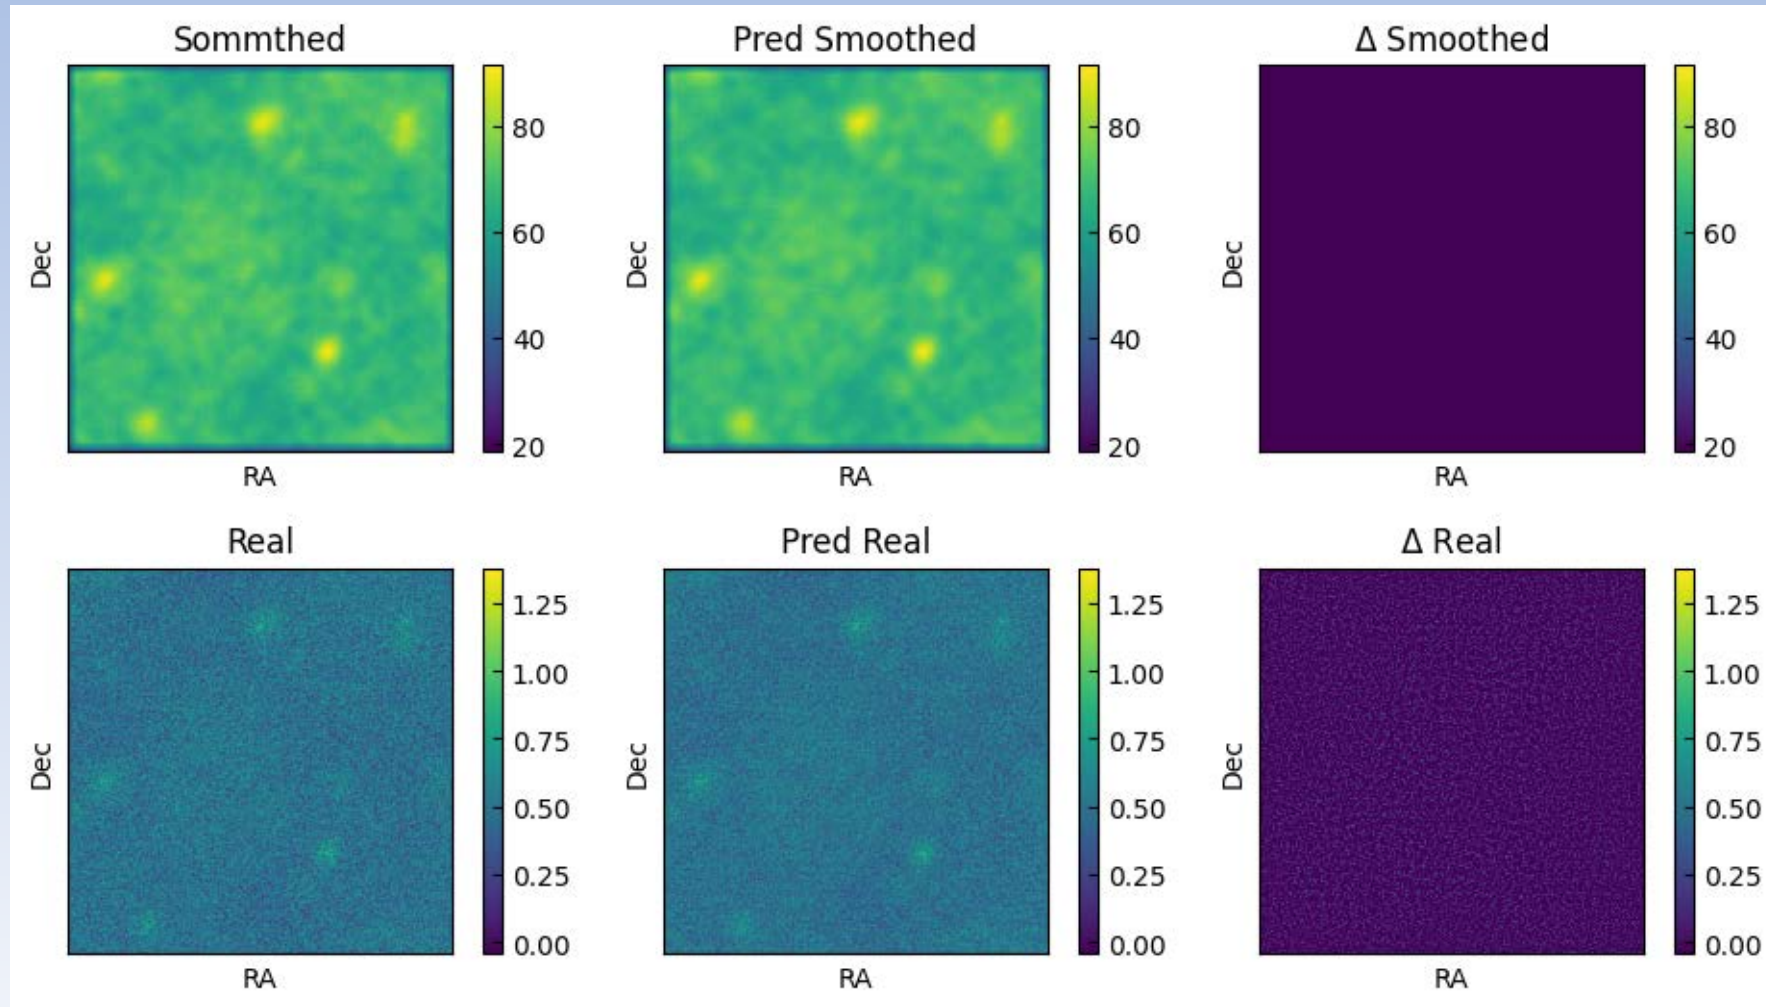 Sommthed
80
60
40
20
Dec
RA
Pred Smoothed
80
60
40
20
Dec
RA
Δ Smoothed
80
60
40
20
Dec
RA
Real
1.25
1.00
0.75
0.50
0.25
0.00
Dec
RA
Pred Real
1.25
1.00
0.75
0.50
0.25
0.00
Dec
RA
Δ Real
1.25
1.00
0.75
0.50
0.25
0.00
Dec
RA